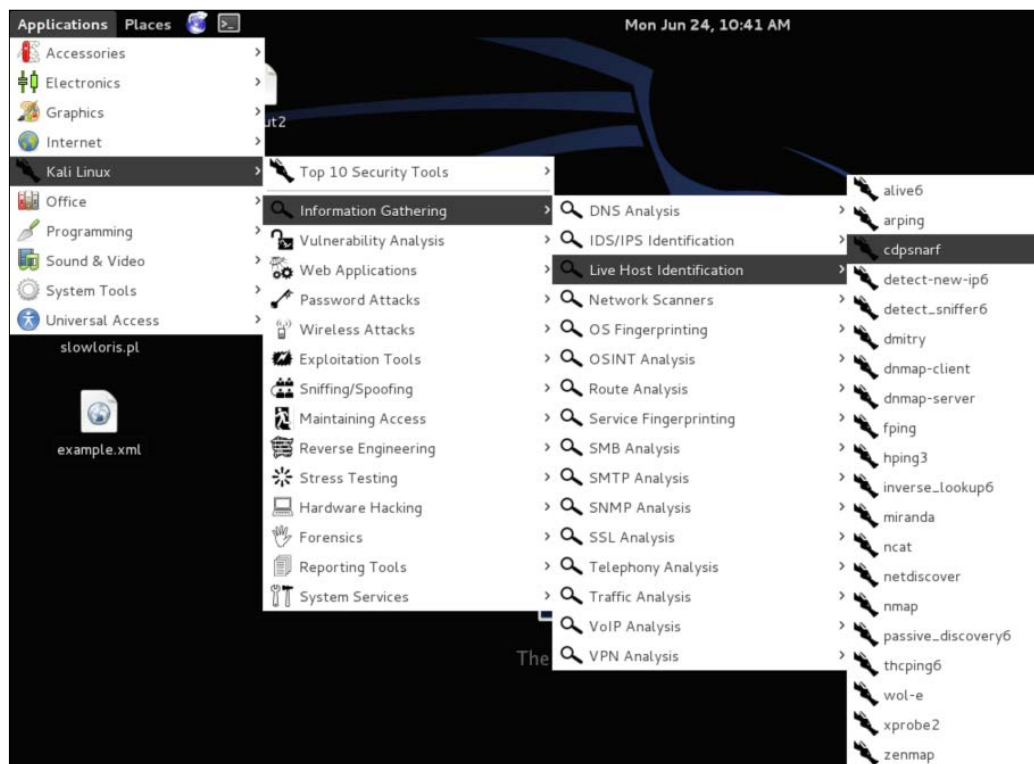 Applications Places
Mon Jun 24, 10:41 AM
Accessories
Electronics
Graphics
Internet
Kali Linux
Office
Programming
Sound & Video
System Tools
Universal Access
ut2
slowloris.pl
example.xml
Top 10 Security Tools
Information Gathering
Vulnerability Analysis
Web Applications
Password Attacks
Wireless Attacks
Exploitation Tools
Sniffing/Spoofing
Maintaining Access
Reverse Engineering
Stress Testing
Hardware Hacking
Forensics
Reporting Tools
System Services
DNS Analysis
IDS/IPS Identification
Live Host Identification
Network Scanners
OS Fingerprinting
OSINT Analysis
Route Analysis
Service Fingerprinting
SMB Analysis
SMTP Analysis
SNMP Analysis
SSL Analysis
Telephony Analysis
Traffic Analysis
VoIP Analysis
VPN Analysis
The
alive6
arping
cdpsnarf
detect-new-ip6
detect_sniffer6
dmitry
dnmap-client
dnmap-server
fping
hping3
inverse_lookup6
miranda
ncat
netdiscover
nmap
passive_discovery6
thcping6
wol-e
xprobe2
zenmap